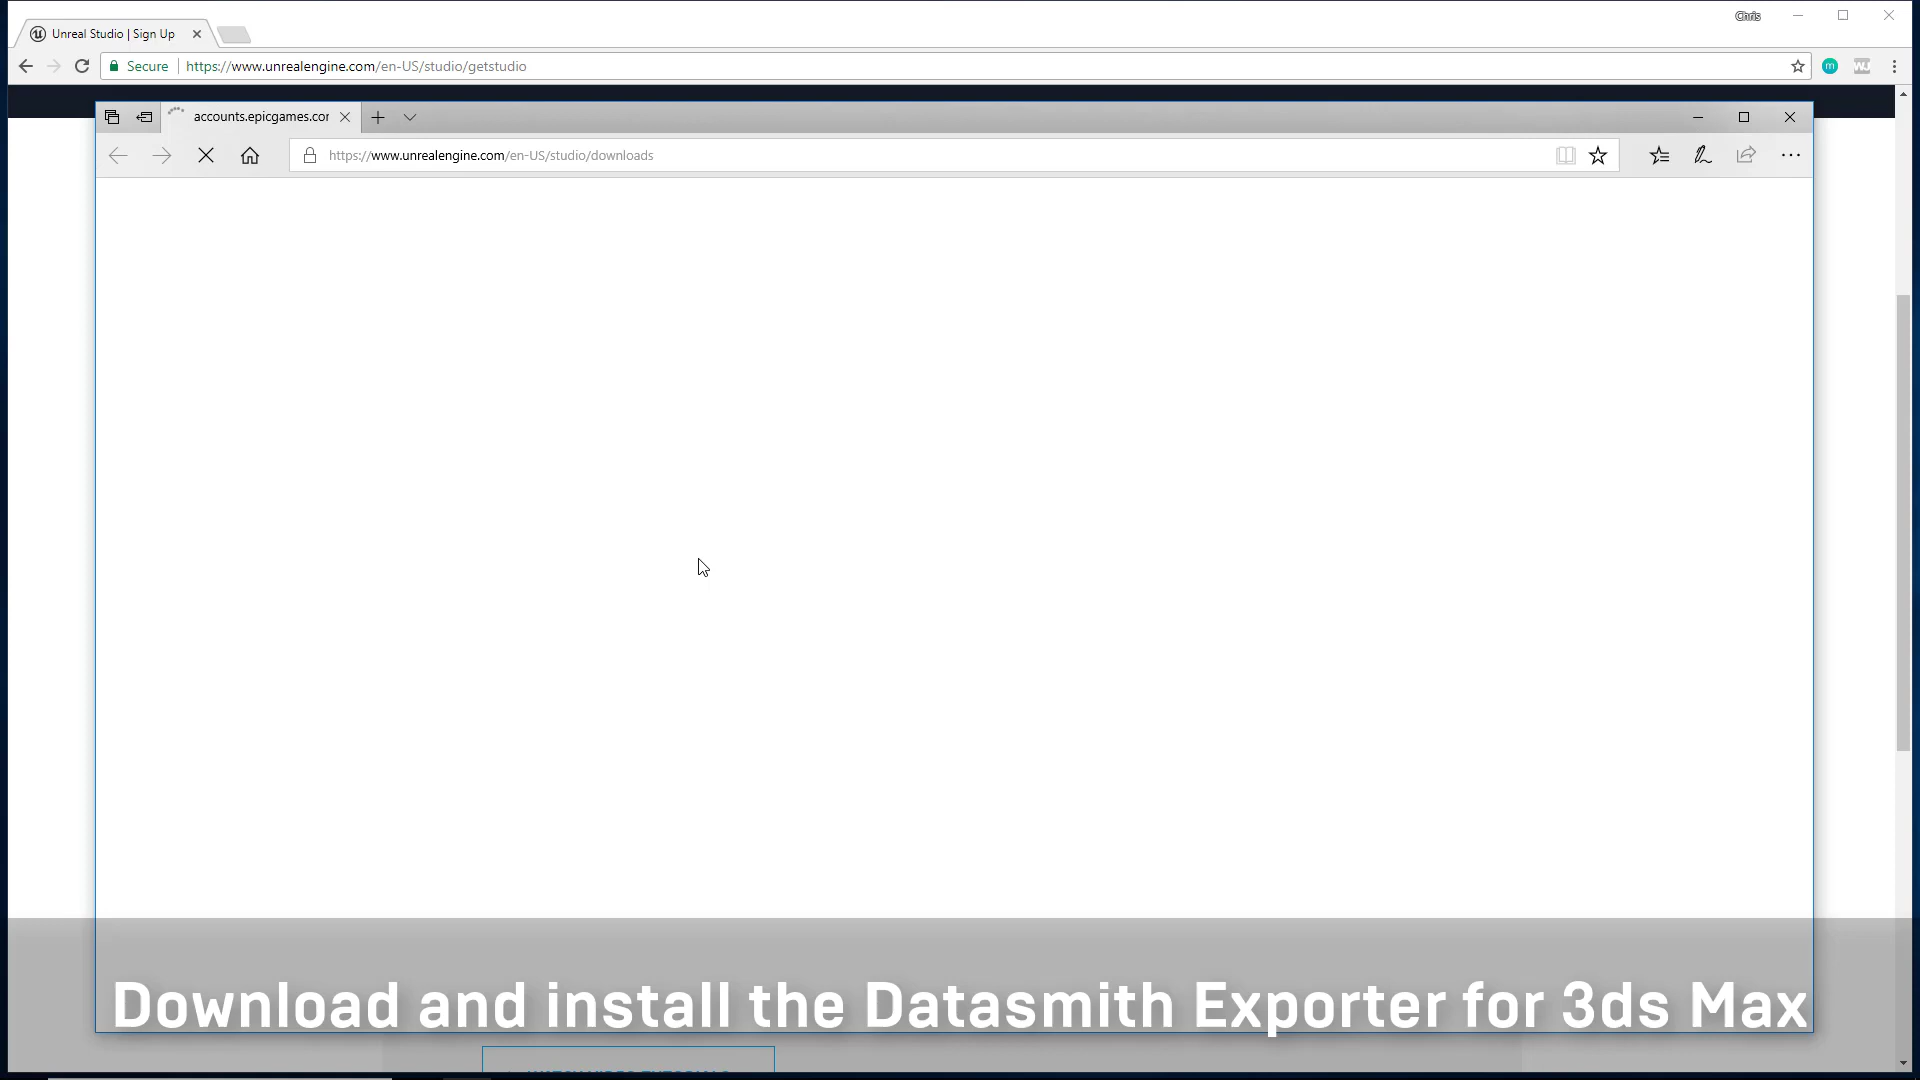 Chris
Unreal Studio | Sign Up
Secure
https://www.unrealengine.com/en-US/studio/getstudio
accounts.epicgames.cor
https://www.unrealengine.com/en-US/studio/downloads
Download and install the Datasmith Exporter for 3ds Max